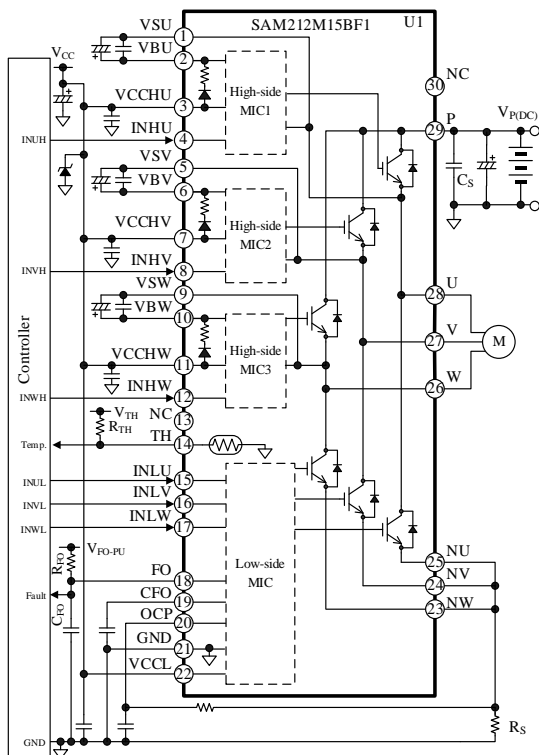 SAM212M15BF1
U1
VSU
1
VBU
2
VCC
VCCHU
3
INHU
4
INUH
VSV
5
VBV
6
VCCHV
7
INHV
8
INVH
VSW
9
VBW
10
VCCHW
11
INHW
12
INWH
VTH
NC
13
RTH
TH
14
Temp.
INLU
15
INUL
INLV
16
INVL
INLW
17
INWL
VFO-PU
RFO
FO
18
Fault
CFO
CFO
19
OCP
20
GND
21
VCCL
22
GND
Controller
High-side
MIC1
High-side
MIC2
High-side
MIC3
Low-side
MIC
NC
30
P
29
VP(DC)
CS
U
28
V
27
M
W
26
NU
25
NV
24
NW
23
RS